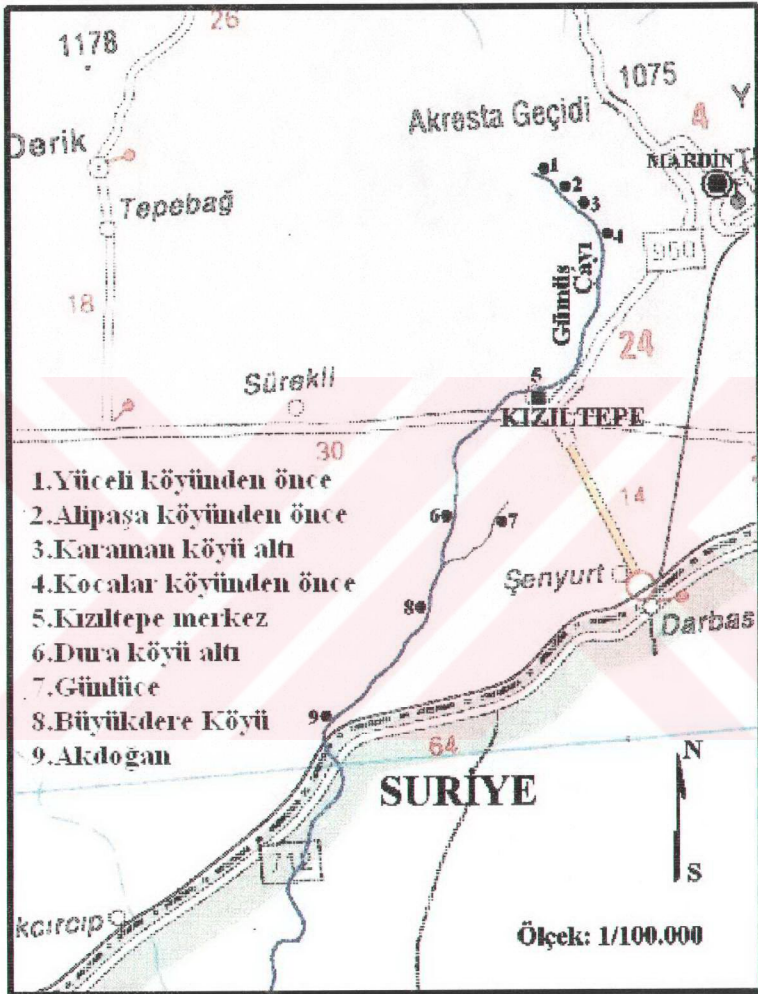 26
1178
1075
Akresta Geçidi
4
Y
Derik
MARDİN
1
2
3
4
Tepebağ
950
Gümüş Çayı
18
24
Sürekli
5
KIZILTEPE
30
14
1.Yüceli köyünden önce
2.Alipaşa köyünden önce
3.Karaman köyü altı
4.Kocalar köyünden önce
5.Kızıltepe merkez
6.Dura köyü altı
7.Günlüce
8.Büyükdere Köyü
9.Akdoğan
6
7
Şenyurt
8
Darbas
9
64
N
SURİYE
712
S
kcırcıp
Ölçek: 1/100.000